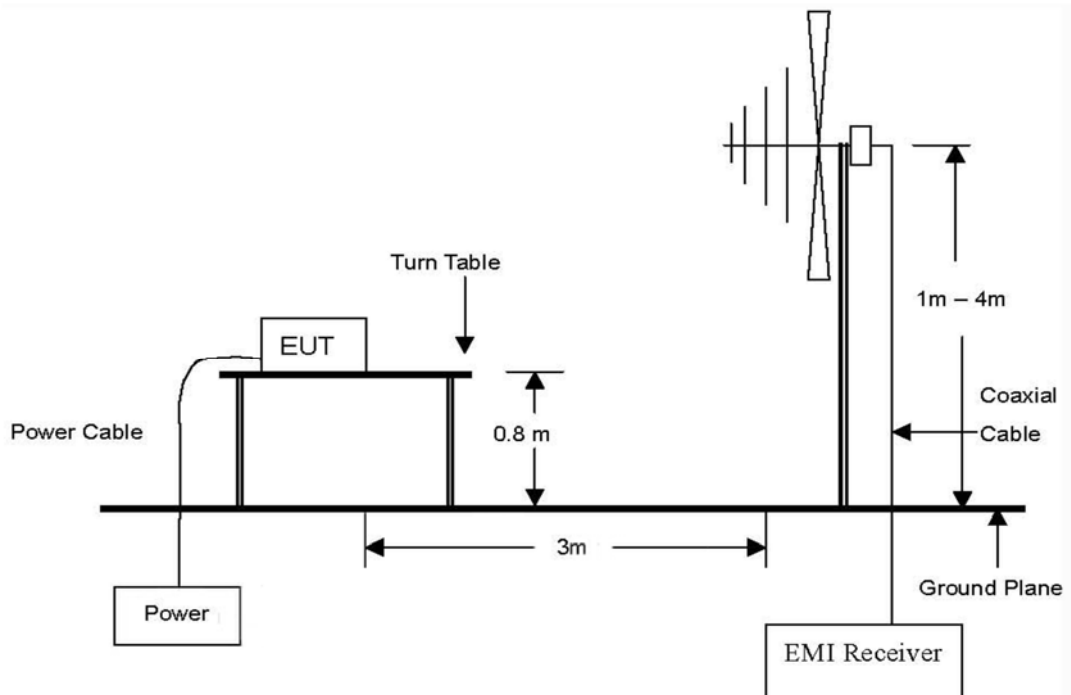 Turn Table
EUT
1m – 4m
Coaxial
Cable
Power Cable
0.8 m
3m
Ground Plane
Power
EMI Receiver